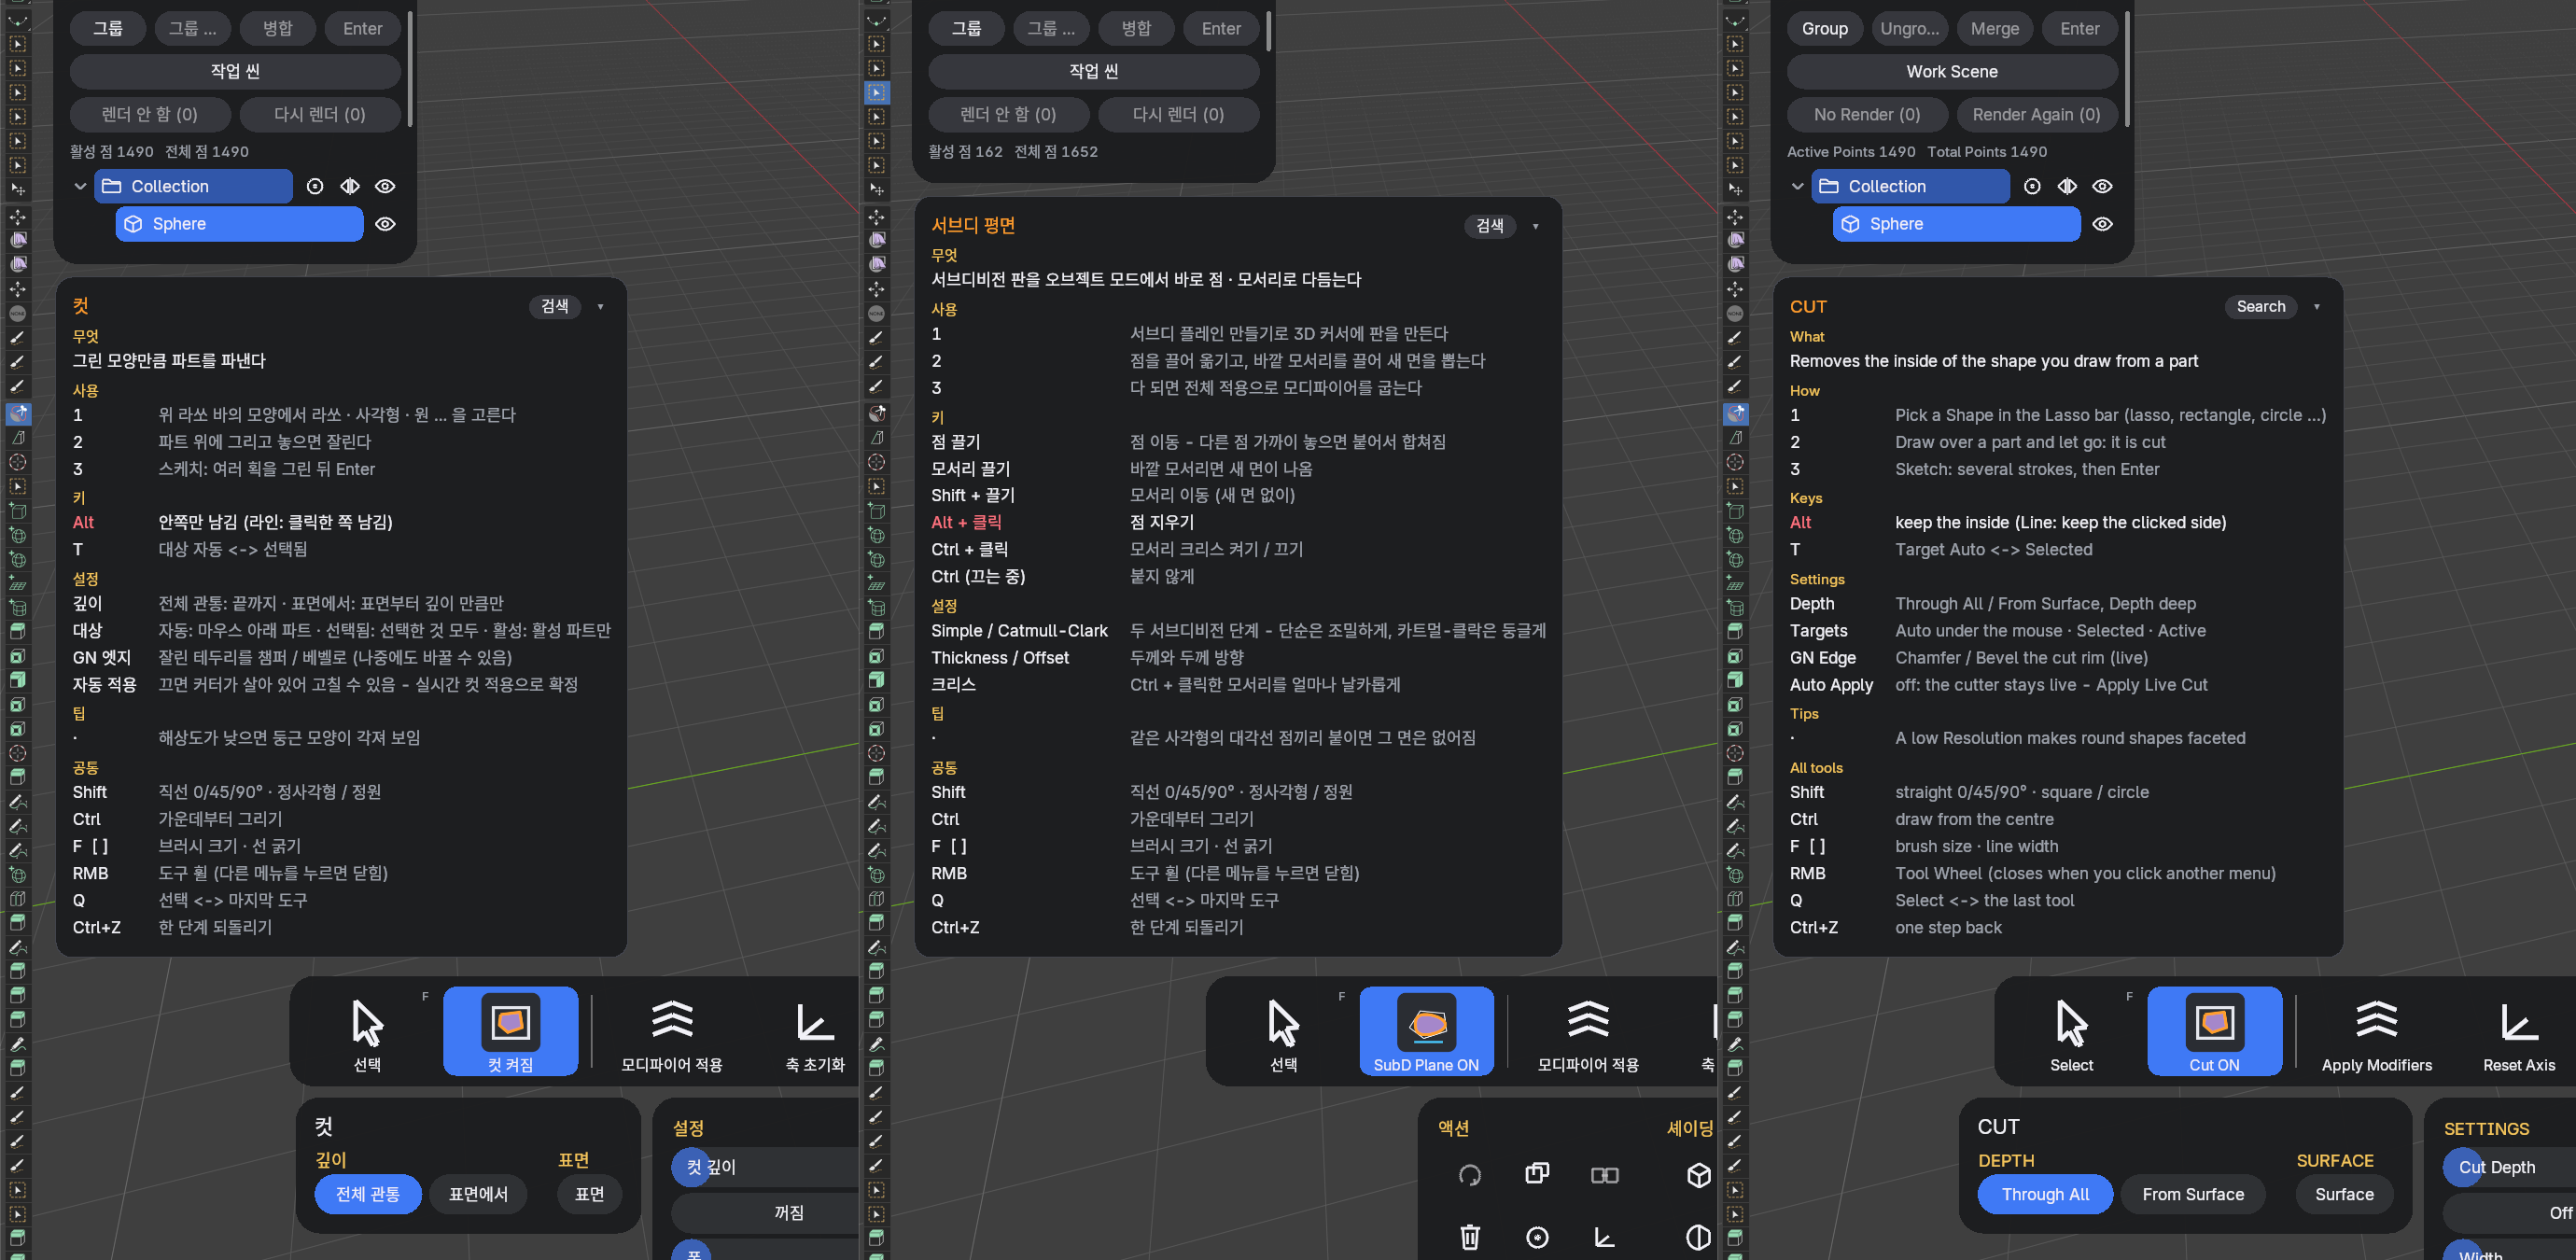 그룹 그룹 ... 병합 Enter
작업 씬
렌더 안 함 (0) 다시 렌더 (0)
활성 점 1490 전체 점 1490
Collection
Sphere
컷 검색
무엇
그린 모양만큼 파트를 파낸다
사용
1 위 라쏘 바의 모양에서 라쏘 · 사각형 · 원 ... 을 고른다
2 파트 위에 그리고 놓으면 잘린다
3 스케치: 여러 획을 그린 뒤 Enter
키
Alt 안쪽만 남김 (라인: 클릭한 쪽 남김)
T 대상 자동 <-> 선택됨
설정
깊이 전체 관통: 끝까지 · 표면에서: 표면부터 깊이 만큼만
대상 자동: 마우스 아래 파트 · 선택됨: 선택한 것 모두 · 활성: 활성 파트만
GN 엣지 잘린 테두리를 챔퍼 / 베벨로 (나중에도 바꿀 수 있음)
자동 적용 끄면 커터가 살아 있어 고칠 수 있음 - 실시간 컷 적용으로 확정
팁
· 해상도가 낮으면 둥근 모양이 각져 보임
공통
Shift 직선 0/45/90° · 정사각형 / 정원
Ctrl 가운데부터 그리기
F [ ] 브러시 크기 · 선 굵기
RMB 도구 휠 (다른 메뉴를 누르면 닫힘)
Q 선택 <-> 마지막 도구
Ctrl+Z 한 단계 되돌리기
선택 F 컷 켜짐 모디파이어 적용 축 초기화
컷
깊이 표면
전체 관통 표면에서 표면
설정
컷 깊이
꺼짐
폭
그룹 그룹 ... 병합 Enter
작업 씬
렌더 안 함 (0) 다시 렌더 (0)
활성 점 162 전체 점 1652
서브디 평면 검색
무엇
서브디비전 판을 오브젝트 모드에서 바로 점 · 모서리로 다듬는다
사용
1 서브디 플레인 만들기로 3D 커서에 판을 만든다
2 점을 끌어 옮기고, 바깥 모서리를 끌어 새 면을 뽑는다
3 다 되면 전체 적용으로 모디파이어를 굽는다
키
점 끌기 점 이동 - 다른 점 가까이 놓으면 붙어서 합쳐짐
모서리 끌기 바깥 모서리면 새 면이 나옴
Shift + 끌기 모서리 이동 (새 면 없이)
Alt + 클릭 점 지우기
Ctrl + 클릭 모서리 크리스 켜기 / 끄기
Ctrl (끄는 중) 붙지 않게
설정
Simple / Catmull-Clark 두 서브디비전 단계 - 단순은 조밀하게, 카트멀-클락은 둥글게
Thickness / Offset 두께와 두께 방향
크리스 Ctrl + 클릭한 모서리를 얼마나 날카롭게
팁
· 같은 사각형의 대각선 점끼리 붙이면 그 면은 없어짐
공통
Shift 직선 0/45/90° · 정사각형 / 정원
Ctrl 가운데부터 그리기
F [ ] 브러시 크기 · 선 굵기
RMB 도구 휠 (다른 메뉴를 누르면 닫힘)
Q 선택 <-> 마지막 도구
Ctrl+Z 한 단계 되돌리기
선택 F SubD Plane ON 모디파이어 적용 축
액션 셰이딩
Group Ungro... Merge Enter
Work Scene
No Render (0) Render Again (0)
Active Points 1490 Total Points 1490
Collection
Sphere
CUT Search
What
Removes the inside of the shape you draw from a part
How
1 Pick a Shape in the Lasso bar (lasso, rectangle, circle ...)
2 Draw over a part and let go: it is cut
3 Sketch: several strokes, then Enter
Keys
Alt keep the inside (Line: keep the clicked side)
T Target Auto <-> Selected
Settings
Depth Through All / From Surface, Depth deep
Targets Auto under the mouse · Selected · Active
GN Edge Chamfer / Bevel the cut rim (live)
Auto Apply off: the cutter stays live - Apply Live Cut
Tips
· A low Resolution makes round shapes faceted
All tools
Shift straight 0/45/90° · square / circle
Ctrl draw from the centre
F [ ] brush size · line width
RMB Tool Wheel (closes when you click another menu)
Q Select <-> the last tool
Ctrl+Z one step back
Select F Cut ON Apply Modifiers Reset Axis
CUT
DEPTH SURFACE
Through All From Surface Surface
SETTINGS
Cut Depth
Off
Width